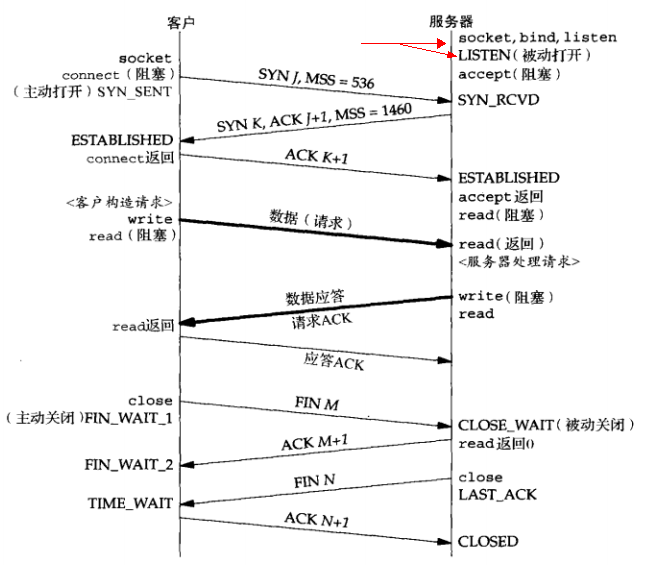 客户
服务器
socket, bind, listen
LISTEN(被动打开)
accept(阻塞)
socket
connect(阻塞)
(主动打开) SYN_SENT
SYN J, MSS = 536
SYN_RCVD
SYN K, ACK J+1, MSS = 1460
ESTABLISHED
connect返回
ACK K+1
ESTABLISHED
accept返回
read(阻塞)
<客户构造请求>
write
read(阻塞)
数据(请求)
read(返回)
<服务器处理请求>
数据应答
write(阻塞)
read
请求ACK
read返回
应答ACK
close
(主动关闭)FIN_WAIT_1
FIN M
CLOSE_WAIT(被动关闭)
read返回0
ACK M+1
FIN_WAIT_2
close
LAST_ACK
FIN N
TIME_WAIT
ACK N+1
CLOSED